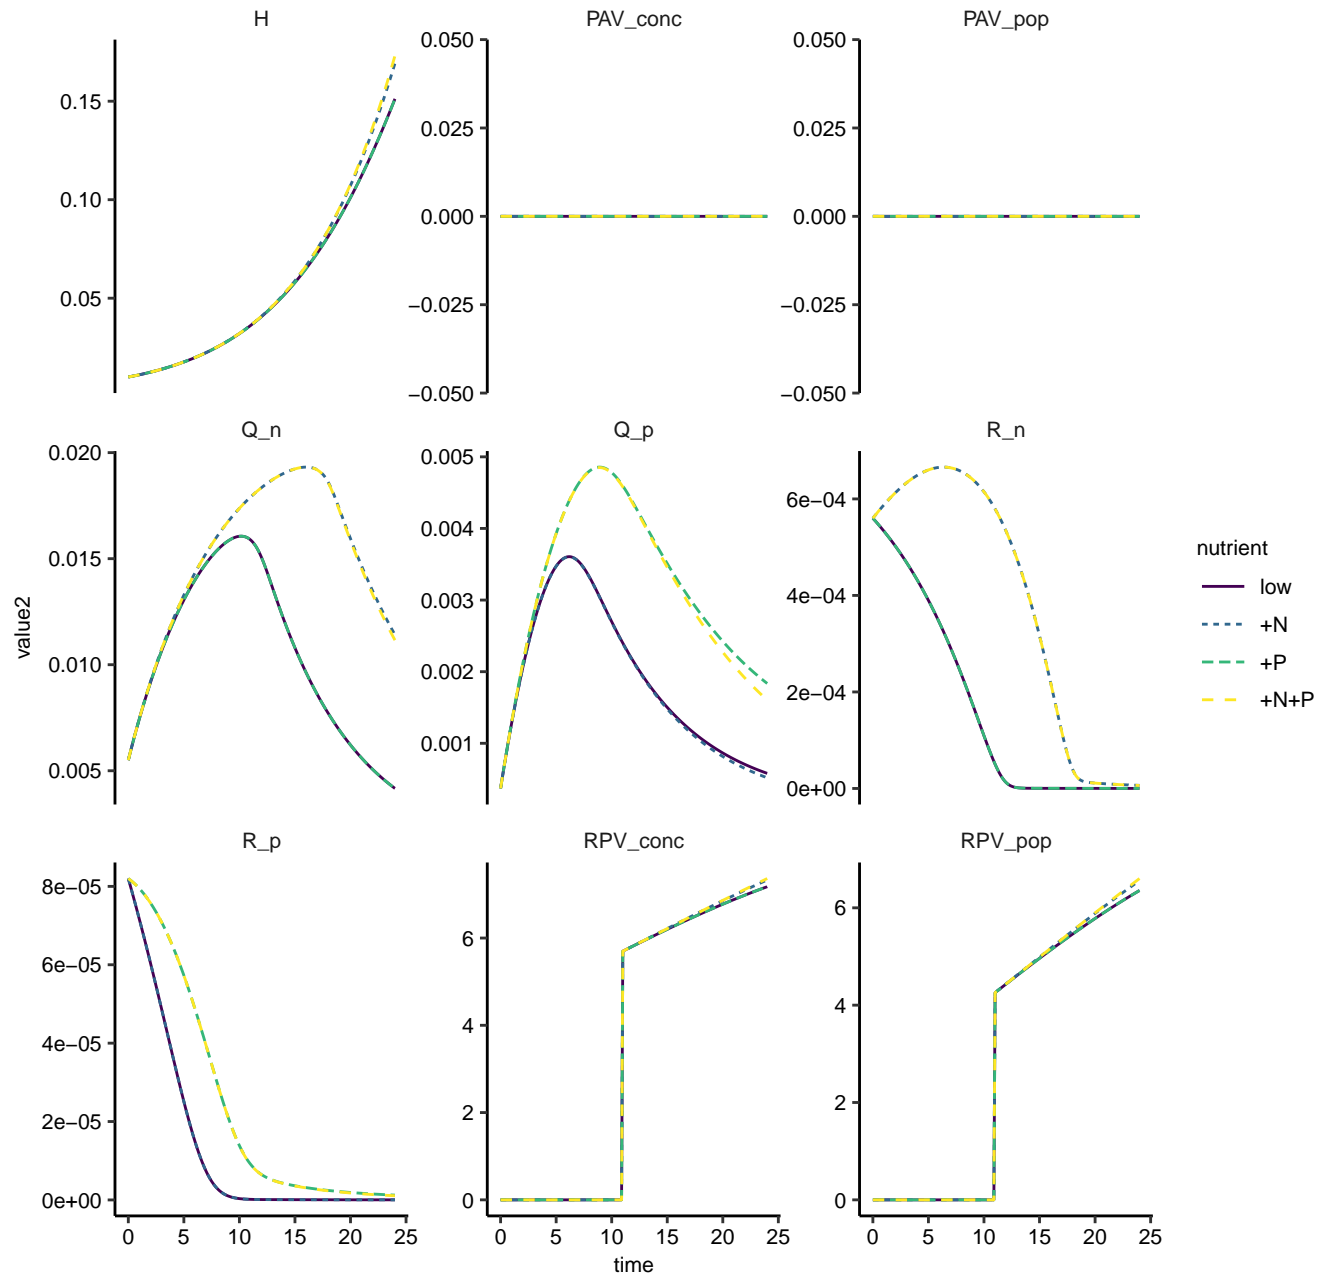 H
PAV_conc
PAV_pop
0.15
0.10
0.05
0.050
0.025
0.000
−0.025
−0.050
0.050
0.025
0.000
−0.025
−0.050
Q_n
Q_p
R_n
0.020
0.015
0.010
0.005
0.005
0.004
0.003
0.002
0.001
6e−04
4e−04
2e−04
0e+00
value2
nutrient
low
+N
+P
+N+P
R_p
RPV_conc
RPV_pop
8e−05
6e−05
4e−05
2e−05
0e+00
6
4
2
0
6
4
2
0
0 5 10 15 20 25
0 5 10 15 20 25
0 5 10 15 20 25
time